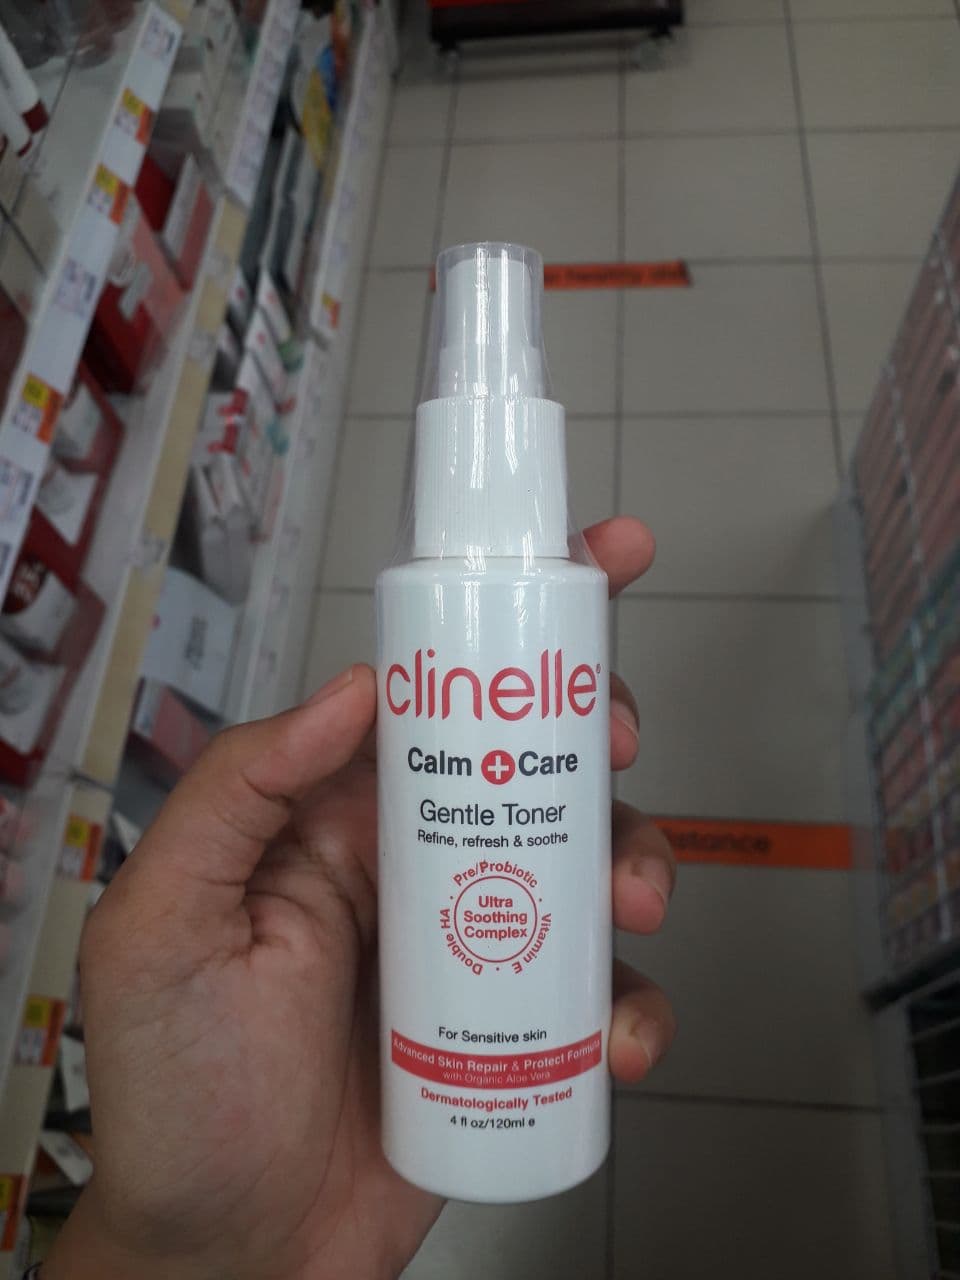 healthy
clinelle®
Calm + Care
Gentle Toner
Refine, refresh & soothe
Pre/Probiotic · Vitamin E · Double HA ·
Ultra
Soothing
Complex
For Sensitive skin
Advanced Skin Repair & Protect Formula
with Organic Aloe Vera
Dermatologically Tested
4 fl oz/120ml e